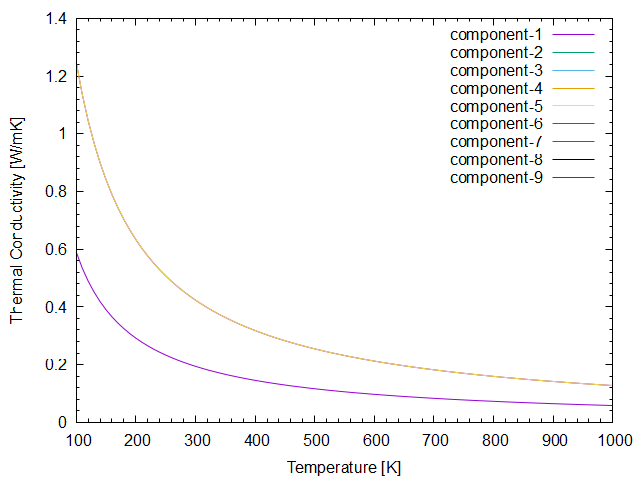 1.4
1.2
1
0.8
0.6
0.4
0.2
0
Thermal Conductivity [W/mK]
component-1
component-2
component-3
component-4
component-5
component-6
component-7
component-8
component-9
100 200 300 400 500 600 700 800 900 1000
Temperature [K]